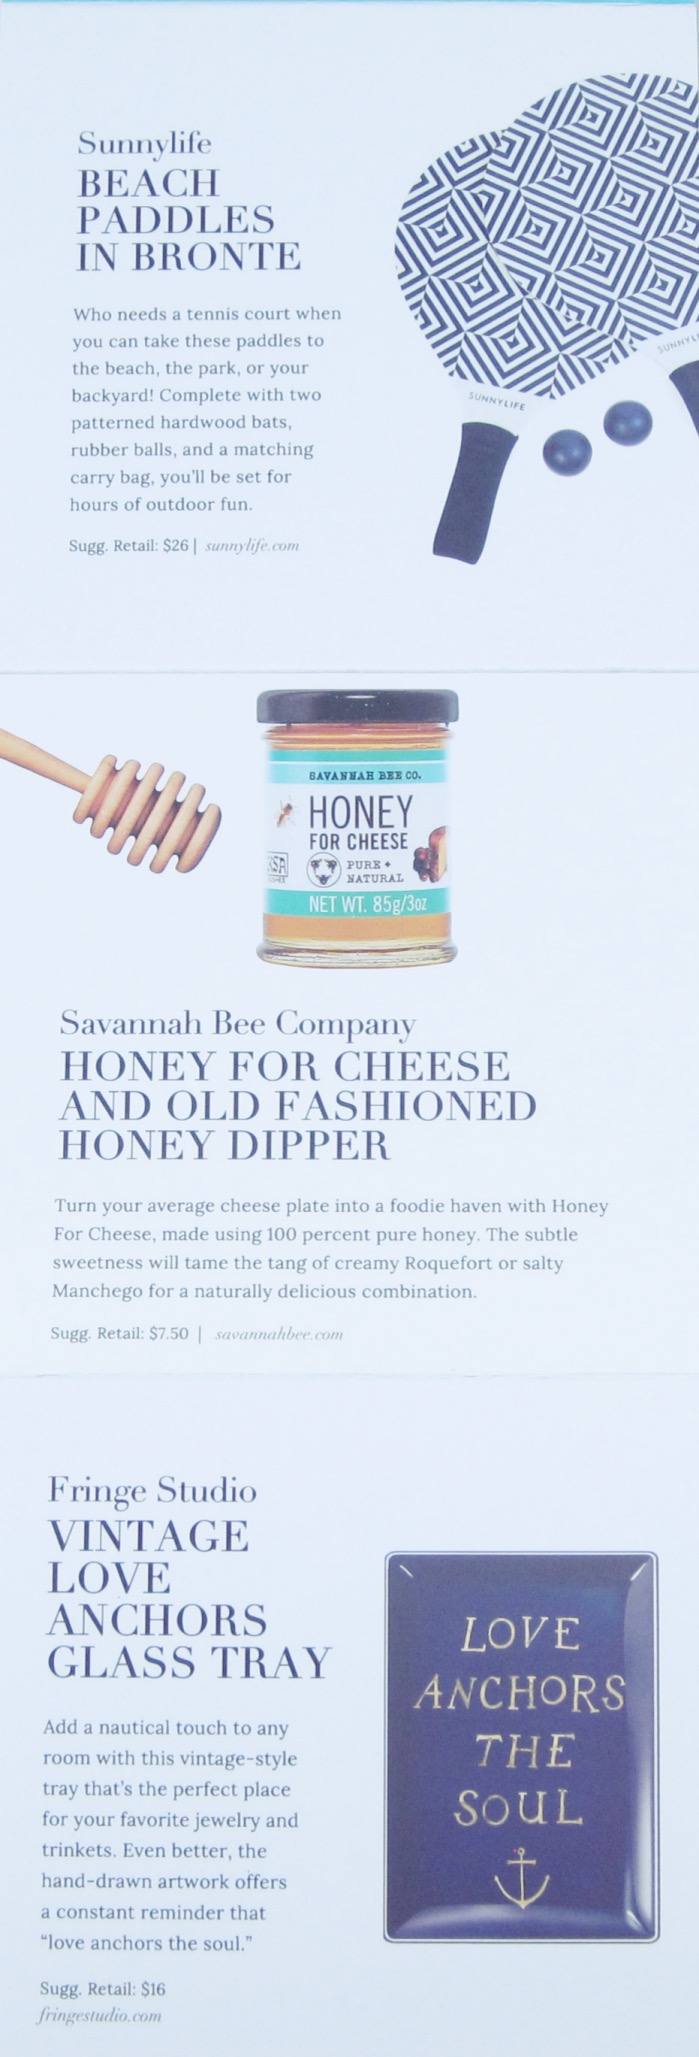 Sunnylife
BEACH
PADDLES
IN BRONTE
Who needs a tennis court when
you can take these paddles to
the beach, the park, or your
backyard! Complete with two
patterned hardwood bats,
rubber balls, and a matching
carry bag, you'll be set for
hours of outdoor fun.
Sugg. Retail: $26 | sunnylife.com
SUNNYLIFE
SUNNYL
SAVANNAH BEE CO.
HONEY
FOR CHEESE
PURE +
NATURAL
NET WT. 85g/3oz
Savannah Bee Company
HONEY FOR CHEESE
AND OLD FASHIONED
HONEY DIPPER
Turn your average cheese plate into a foodie haven with Honey
For Cheese, made using 100 percent pure honey. The subtle
sweetness will tame the tang of creamy Roquefort or salty
Manchego for a naturally delicious combination.
Sugg. Retail: $7.50 | savannahbee.com
Fringe Studio
VINTAGE
LOVE
ANCHORS
GLASS TRAY
Add a nautical touch to any
room with this vintage-style
tray that's the perfect place
for your favorite jewelry and
trinkets. Even better, the
hand-drawn artwork offers
a constant reminder that
"love anchors the soul."
Sugg. Retail: $16
fringestudio.com
LOVE
ANCHORS
THE
SOUL